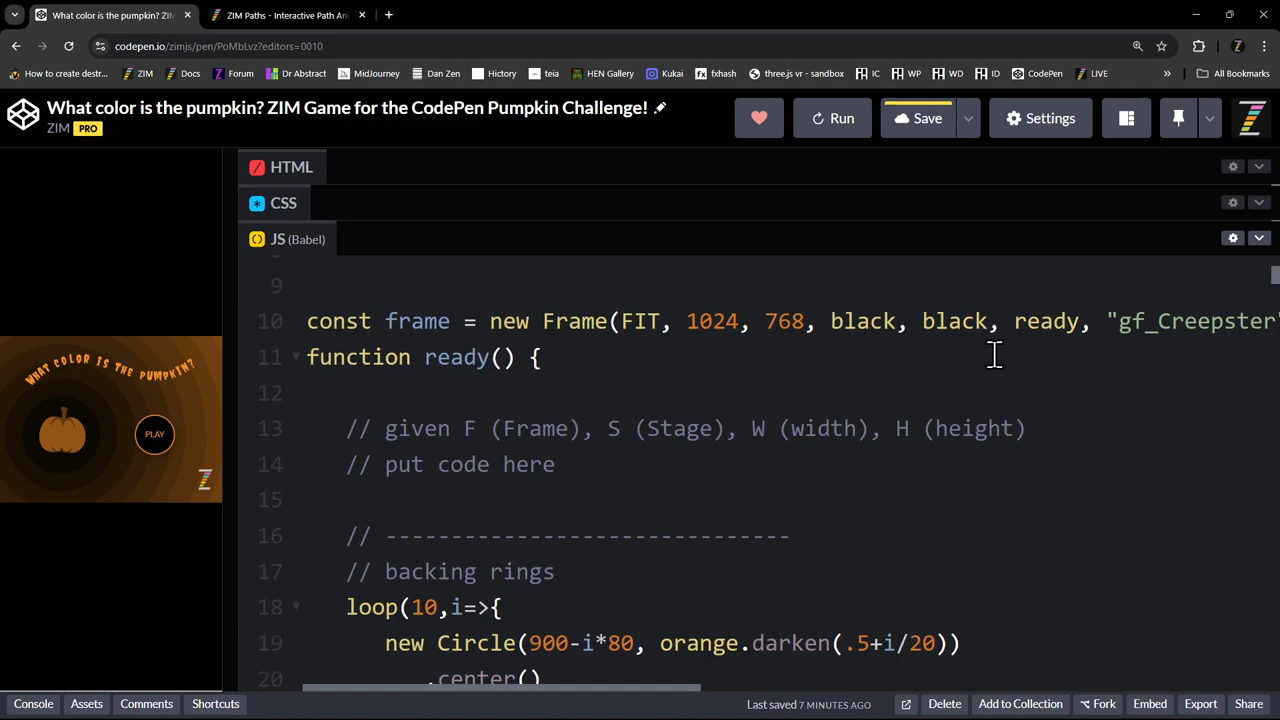 What color is the pumpkin? Z
ZIM Paths - Interactive Path An
codepen.io/zimjs/pen/PoMbLvz?editors=0010
How to create destr...
ZIM
Docs
Forum
Dr Abstract
MidJourney
Dan Zen
Hictory
teia
HEN Gallery
Kukai
fxhash
three.js vr - sandbox
IC
WP
WD
ID
CodePen
LIVE
»
All Bookmarks
What color is the pumpkin? ZIM Game for the CodePen Pumpkin Challenge!
ZIM PRO
Run
Save
Settings
HTML
CSS
JS (Babel)
WHAT COLOR IS THE PUMPKIN?
PLAY
Z
9
10 const frame = new Frame(FIT, 1024, 768, black, black, ready, "gf_Creepster"
11 function ready() {
12
13 // given F (Frame), S (Stage), W (width), H (height)
14 // put code here
15
16 // -------------------------------
17 // backing rings
18 loop(10,i=>{
19 new Circle(900-i*80, orange.darken(.5+i/20))
20 .center()
Console
Assets
Comments
Shortcuts
Last saved 7 MINUTES AGO
Delete
Add to Collection
Fork
Embed
Export
Share